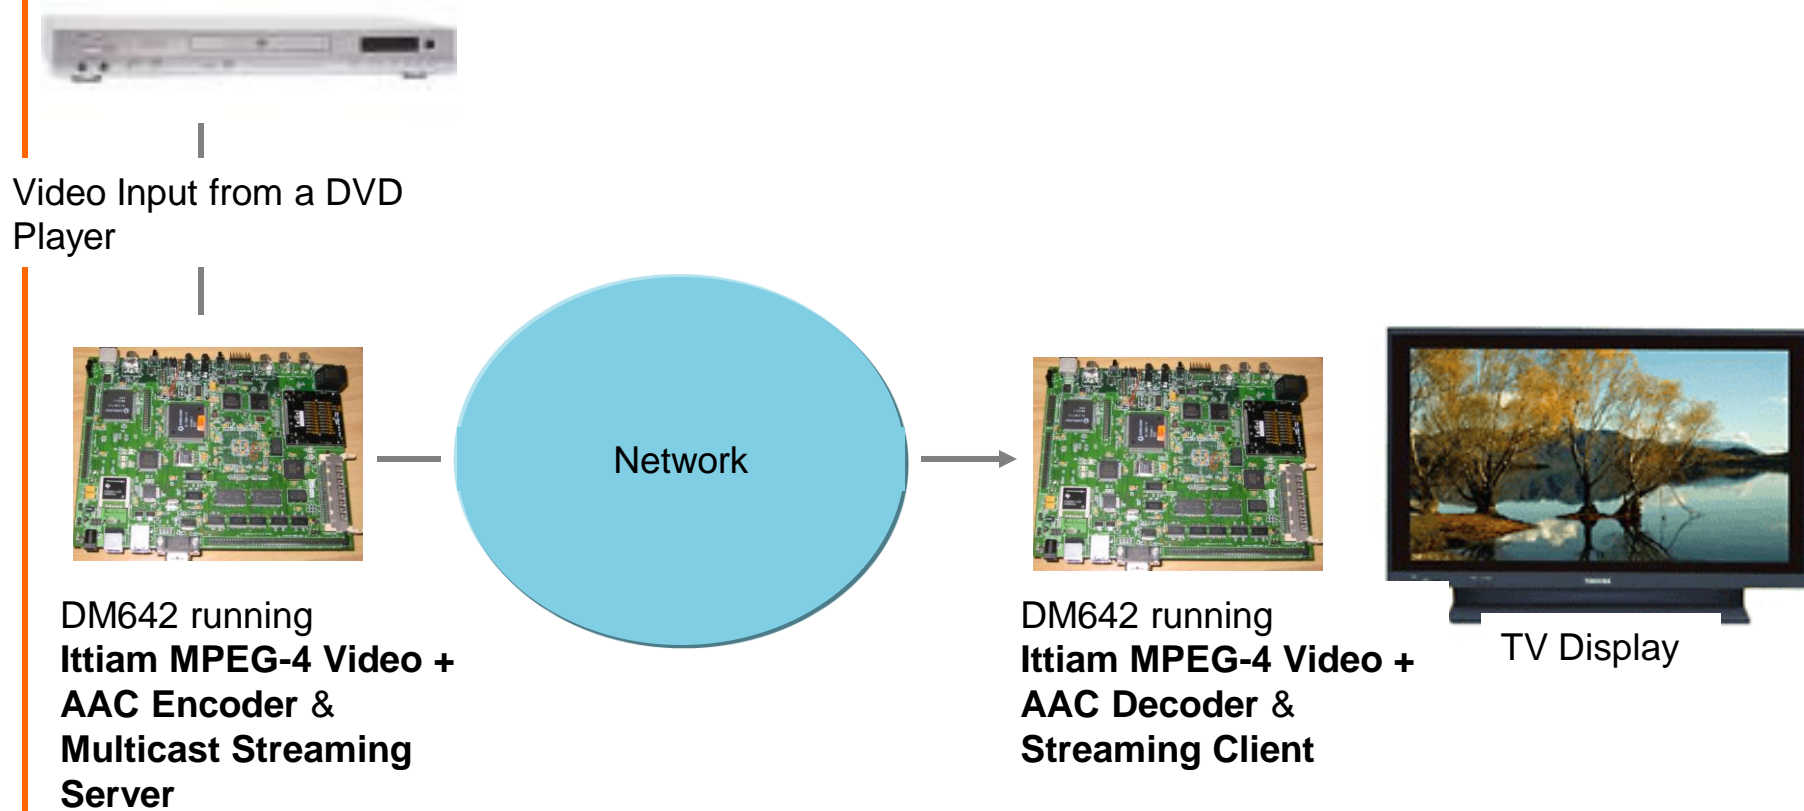 Video Input from a DVD
Player
Network
DM642 running
Ittiam MPEG-4 Video +
AAC Encoder &
Multicast Streaming
Server
DM642 running
Ittiam MPEG-4 Video +
AAC Decoder &
Streaming Client
TOSHIBA
TV Display